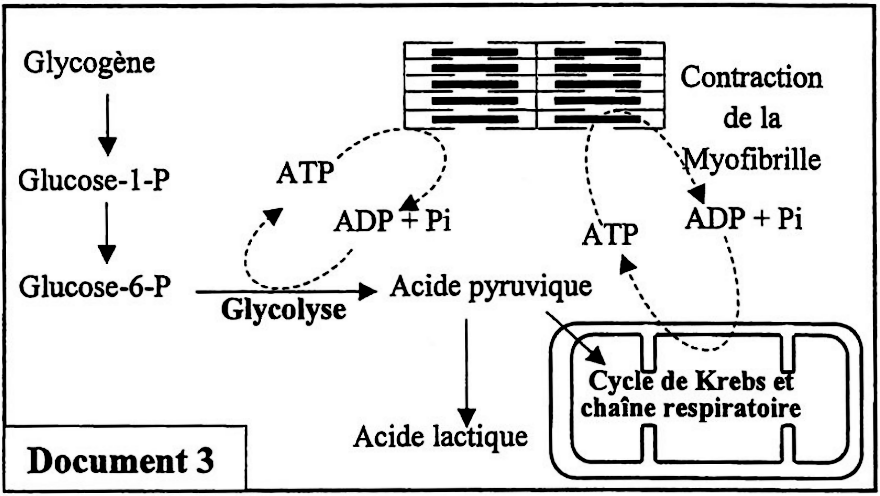 Glycogène
Glucose-1-P
Glucose-6-P
Glycolyse
ATP
ADP + Pi
Acide pyruvique
Acide lactique
Contraction
de la
Myofibrille
ATP
ADP + Pi
Cycle de Krebs et
chaîne respiratoire
Document 3